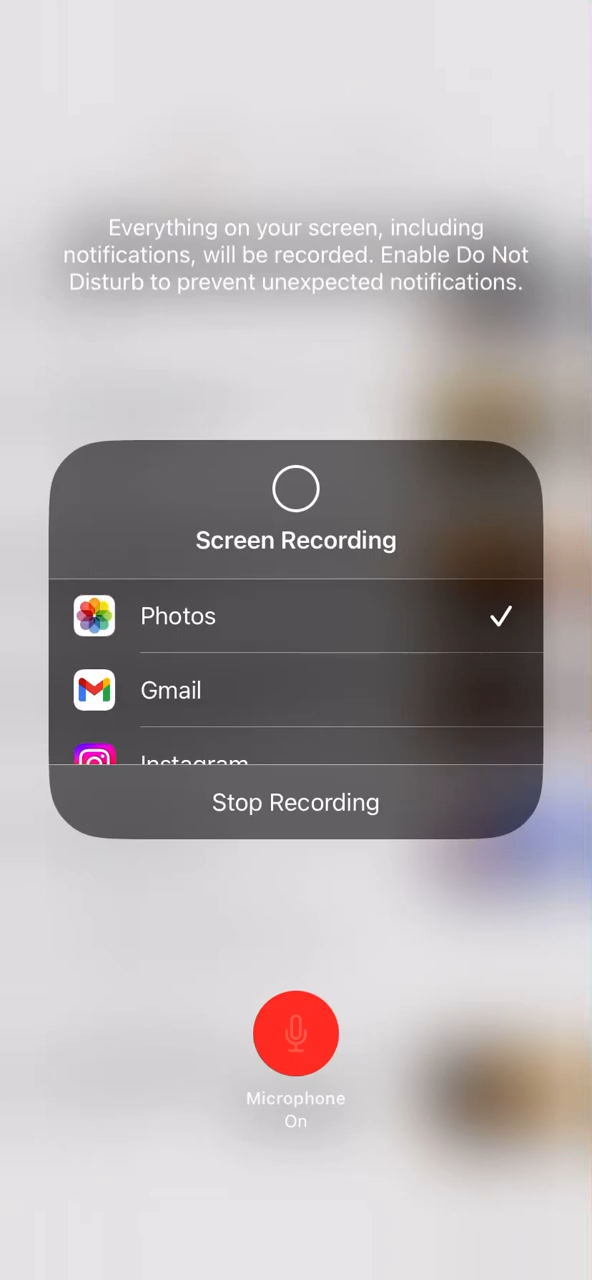 Everything on your screen, including
notifications, will be recorded. Enable Do Not
Disturb to prevent unexpected notifications.
Screen Recording
Photos
Gmail
Instagram
Stop Recording
Microphone
On